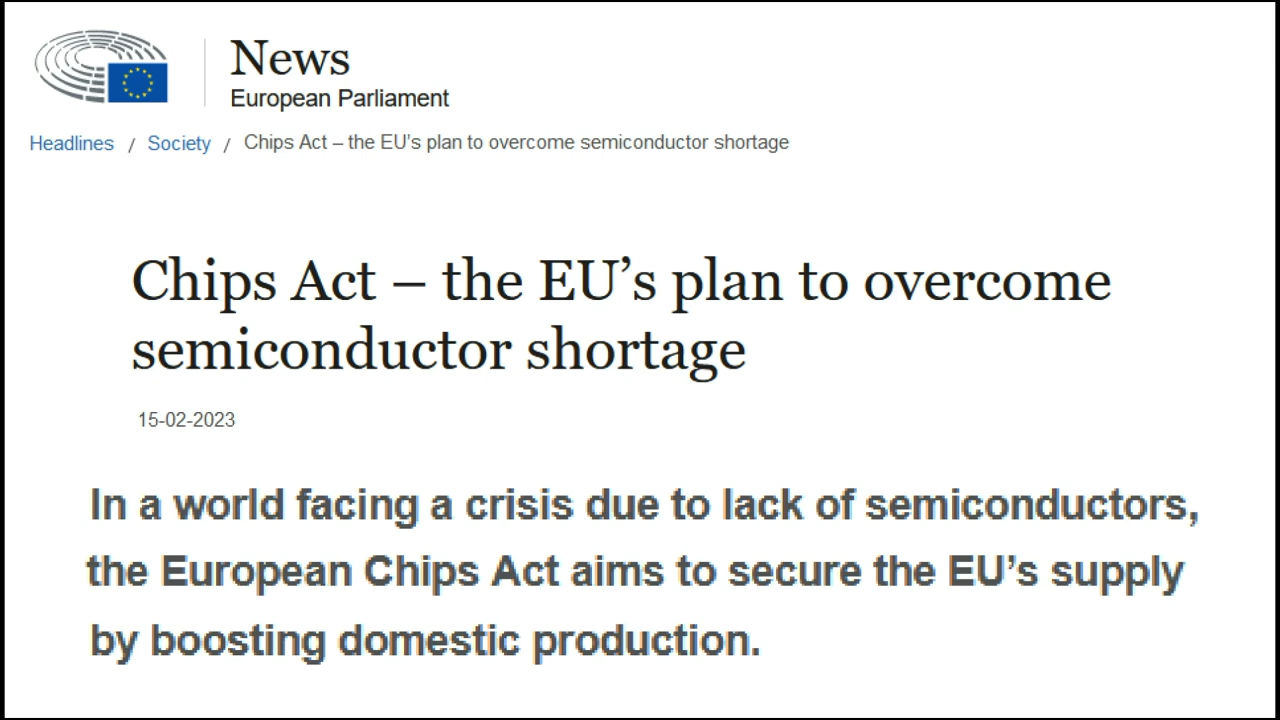 News
European Parliament
Headlines / Society / Chips Act – the EU’s plan to overcome semiconductor shortage
Chips Act – the EU’s plan to overcome
semiconductor shortage
15-02-2023
In a world facing a crisis due to lack of semiconductors,
the European Chips Act aims to secure the EU’s supply
by boosting domestic production.